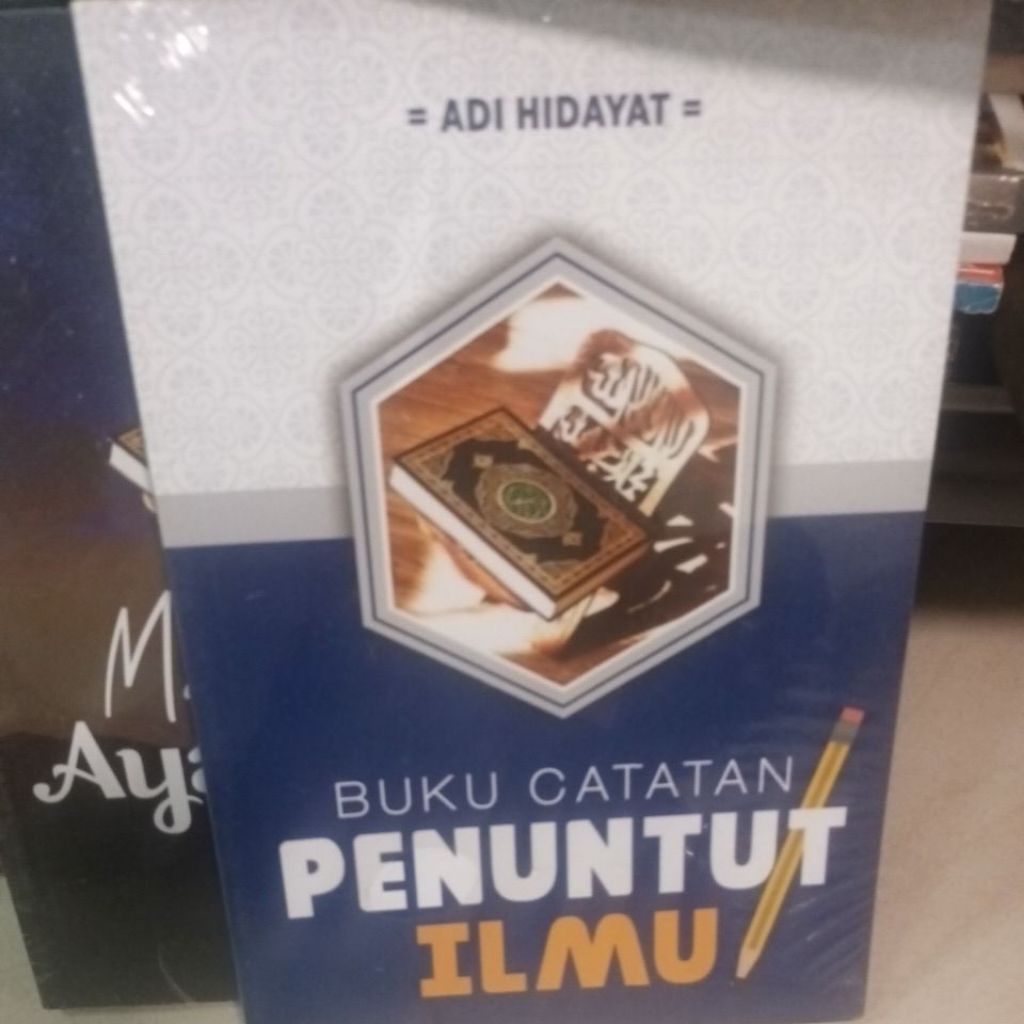 = ADI HIDAYAT =
BUKU CATATAN
PENUNTUT
ILMU